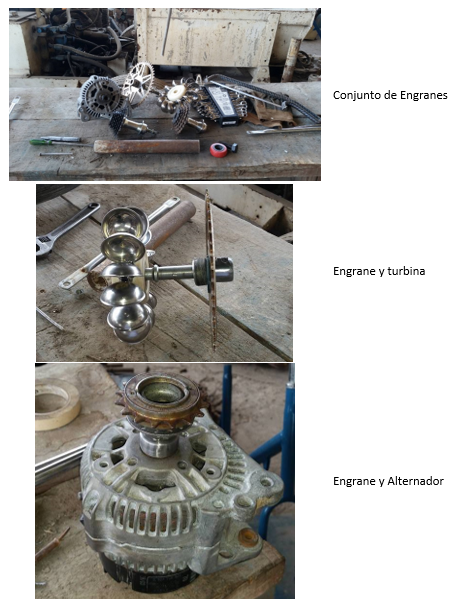 Conjunto de Engranes
Engrane y turbina
Engrane y Alternador